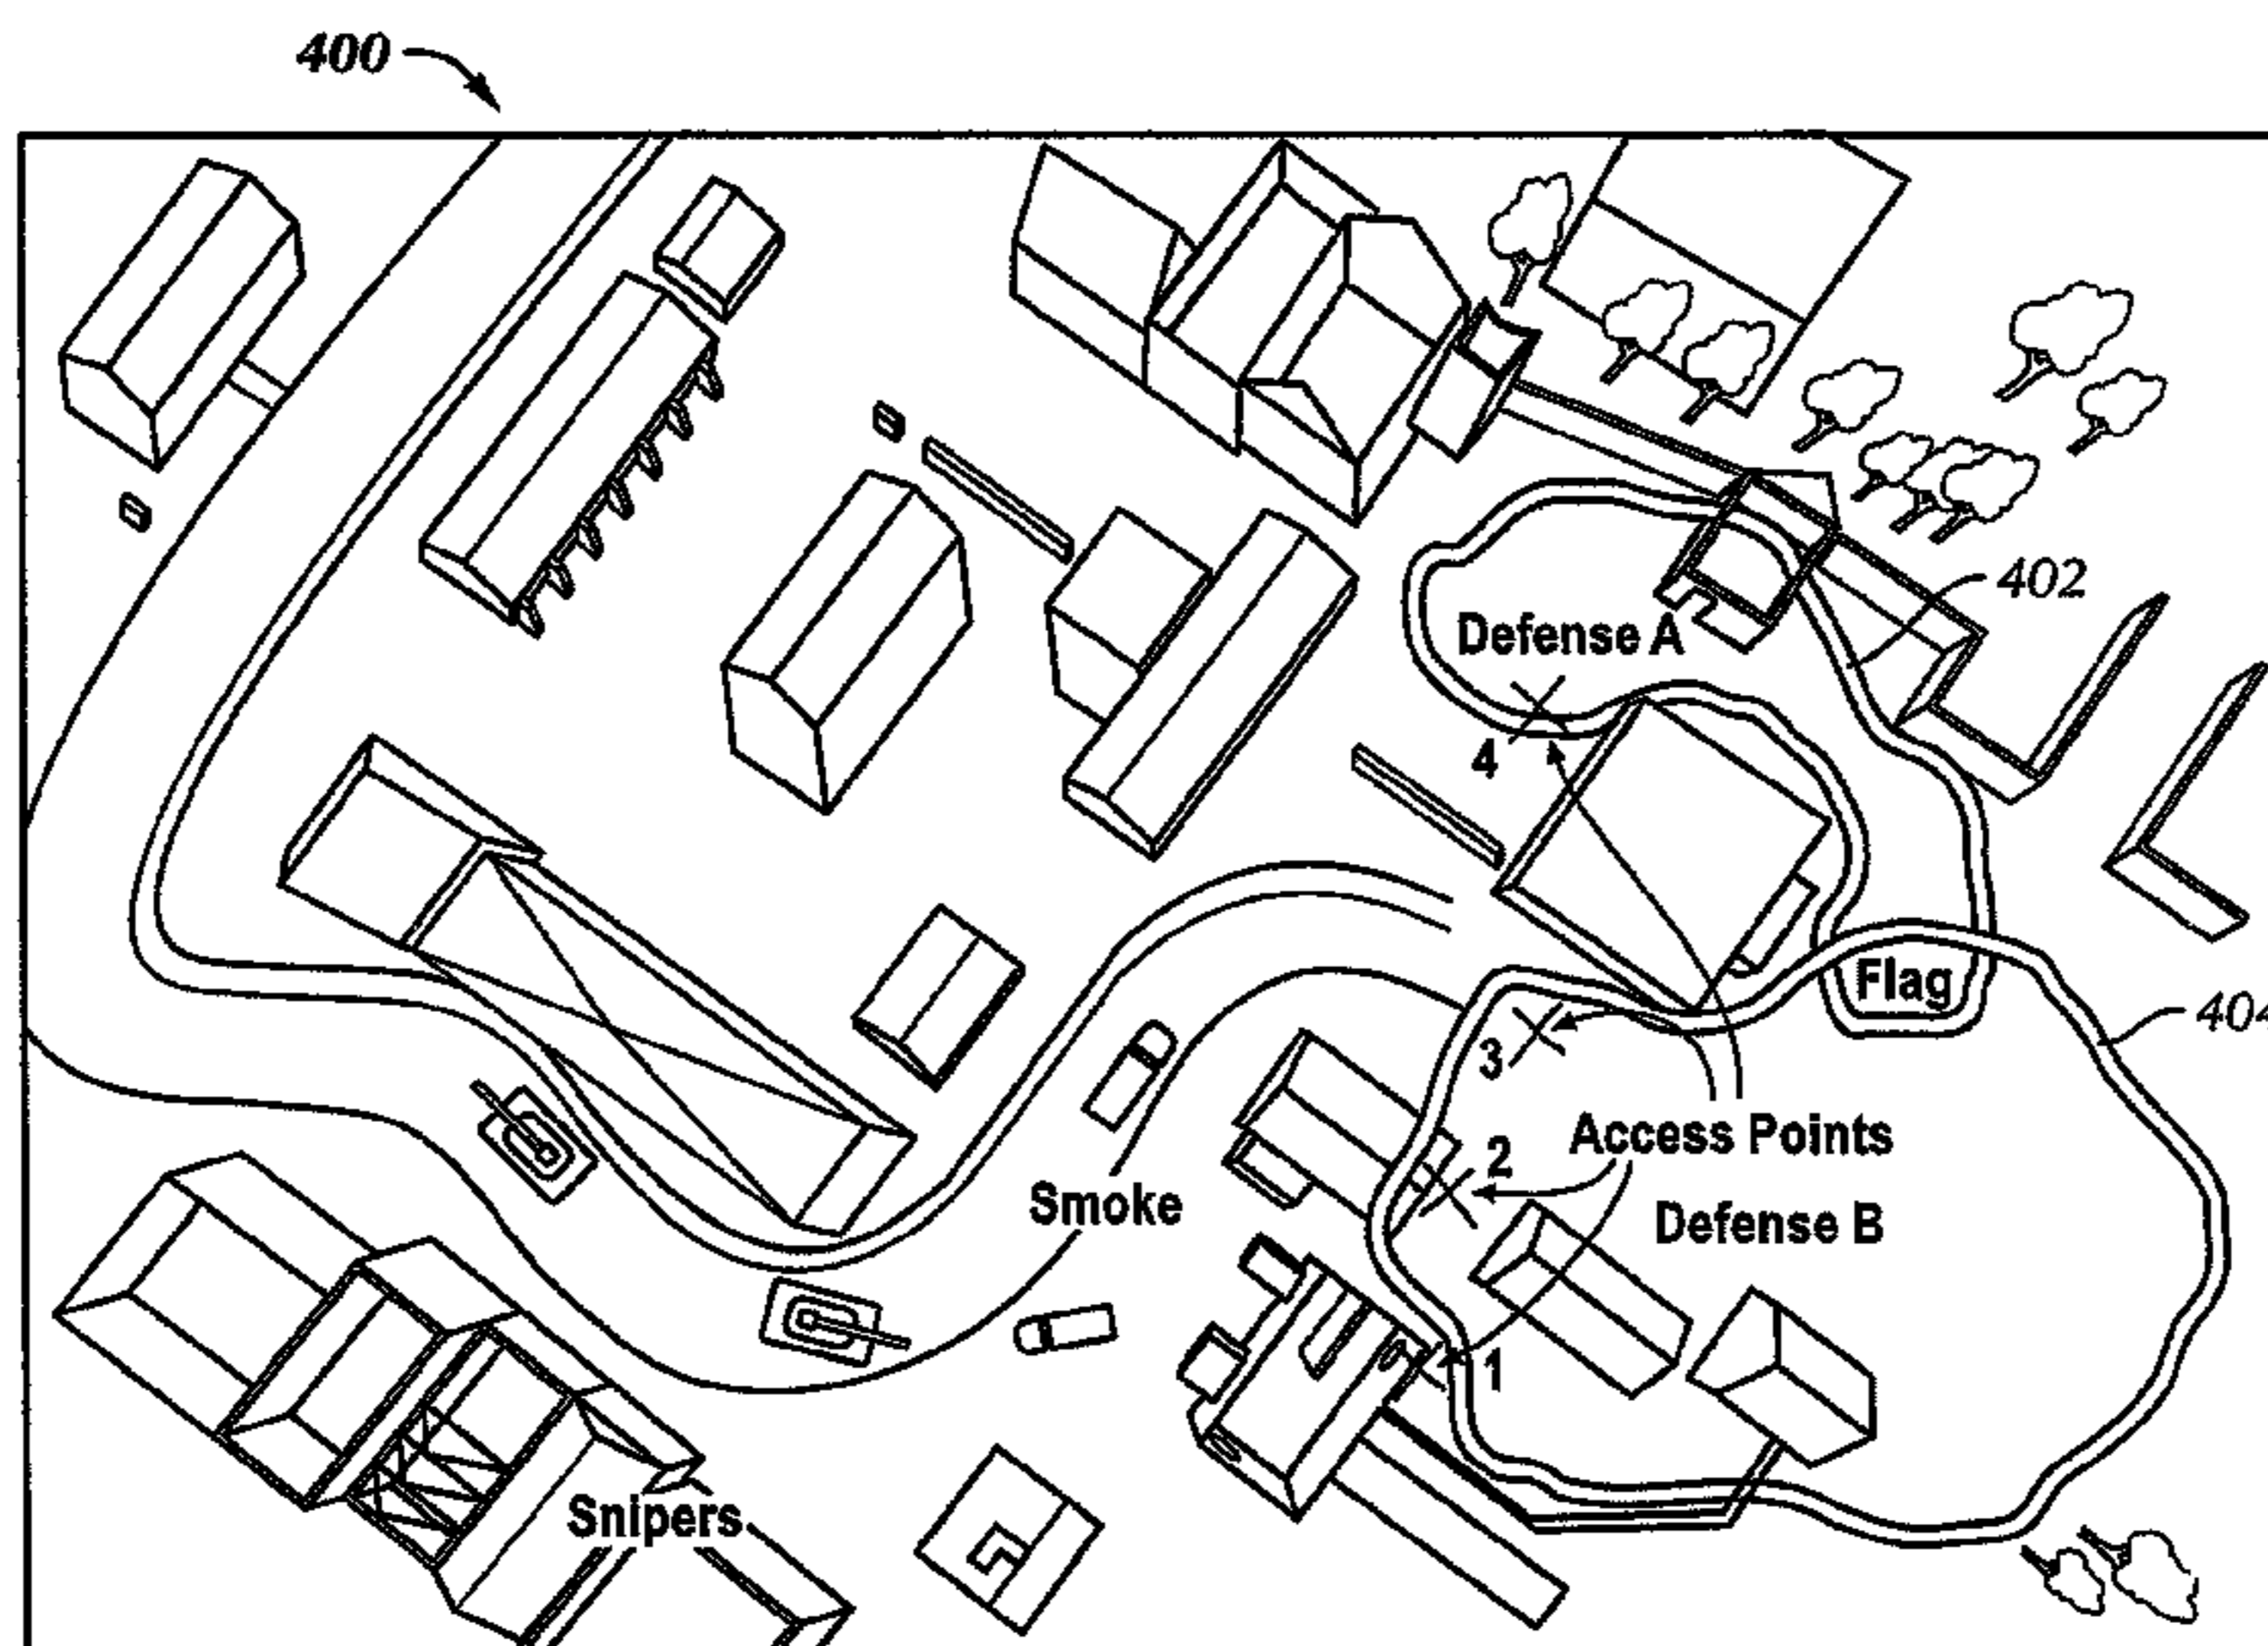 400
402
Defense A
4
Flag
404
3
Access Points
2
Smoke
Defense B
1
Snipers